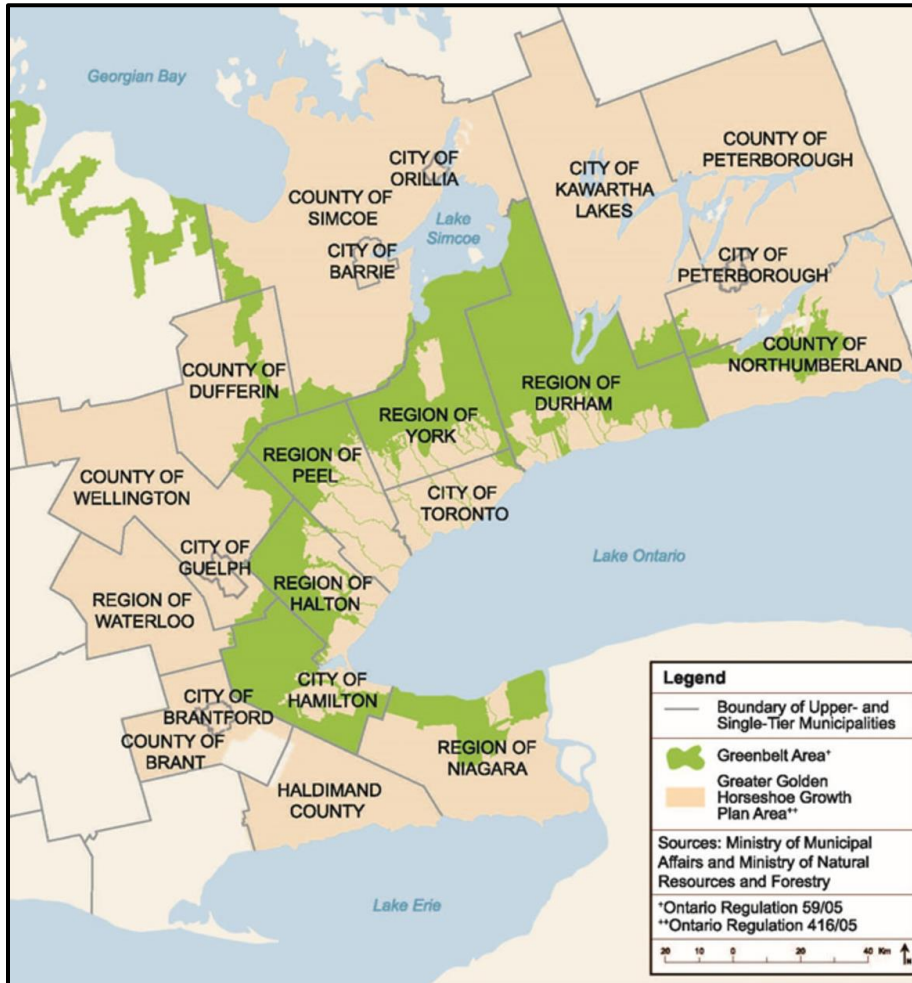 Georgian Bay
COUNTY OF
PETERBOROUGH
CITY OF
ORILLIA
CITY OF
KAWARTHA
LAKES
COUNTY OF
SIMCOE
Lake
Simcoe
CITY OF
BARRIE
CITY OF
PETERBOROUGH
COUNTY OF
NORTHUMBERLAND
COUNTY OF
DUFFERIN
REGION OF
DURHAM
REGION OF
YORK
REGION OF
PEEL
COUNTY OF
WELLINGTON
CITY OF
TORONTO
CITY OF
GUELPH
Lake Ontario
REGION OF
HALTON
REGION OF
WATERLOO
CITY OF
HAMILTON
CITY OF
BRANTFORD
COUNTY OF
BRANT
REGION OF
NIAGARA
HALDIMAND
COUNTY
Lake Erie
Legend
Boundary of Upper- and
Single-Tier Municipalities
Greenbelt Area+
Greater Golden
Horseshoe Growth
Plan Area++
Sources: Ministry of Municipal
Affairs and Ministry of Natural
Resources and Forestry
+Ontario Regulation 59/05
++Ontario Regulation 416/05
20 10 0 20 40 Km